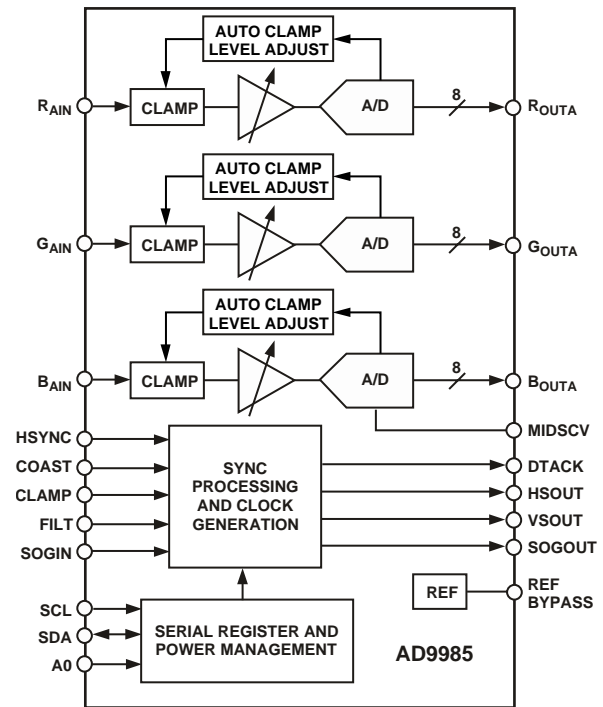 AUTO CLAMP
LEVEL ADJUST
RAIN
CLAMP
A/D
8
ROUTA
AUTO CLAMP
LEVEL ADJUST
GAIN
CLAMP
A/D
8
GOUTA
AUTO CLAMP
LEVEL ADJUST
BAIN
CLAMP
A/D
8
BOUTA
MIDSCV
HSYNC
COAST
CLAMP
FILT
SOGIN
SYNC
PROCESSING
AND CLOCK
GENERATION
DTACK
HSOUT
VSOUT
SOGOUT
REF
REF
BYPASS
SCL
SDA
A0
SERIAL REGISTER AND
POWER MANAGEMENT
AD9985